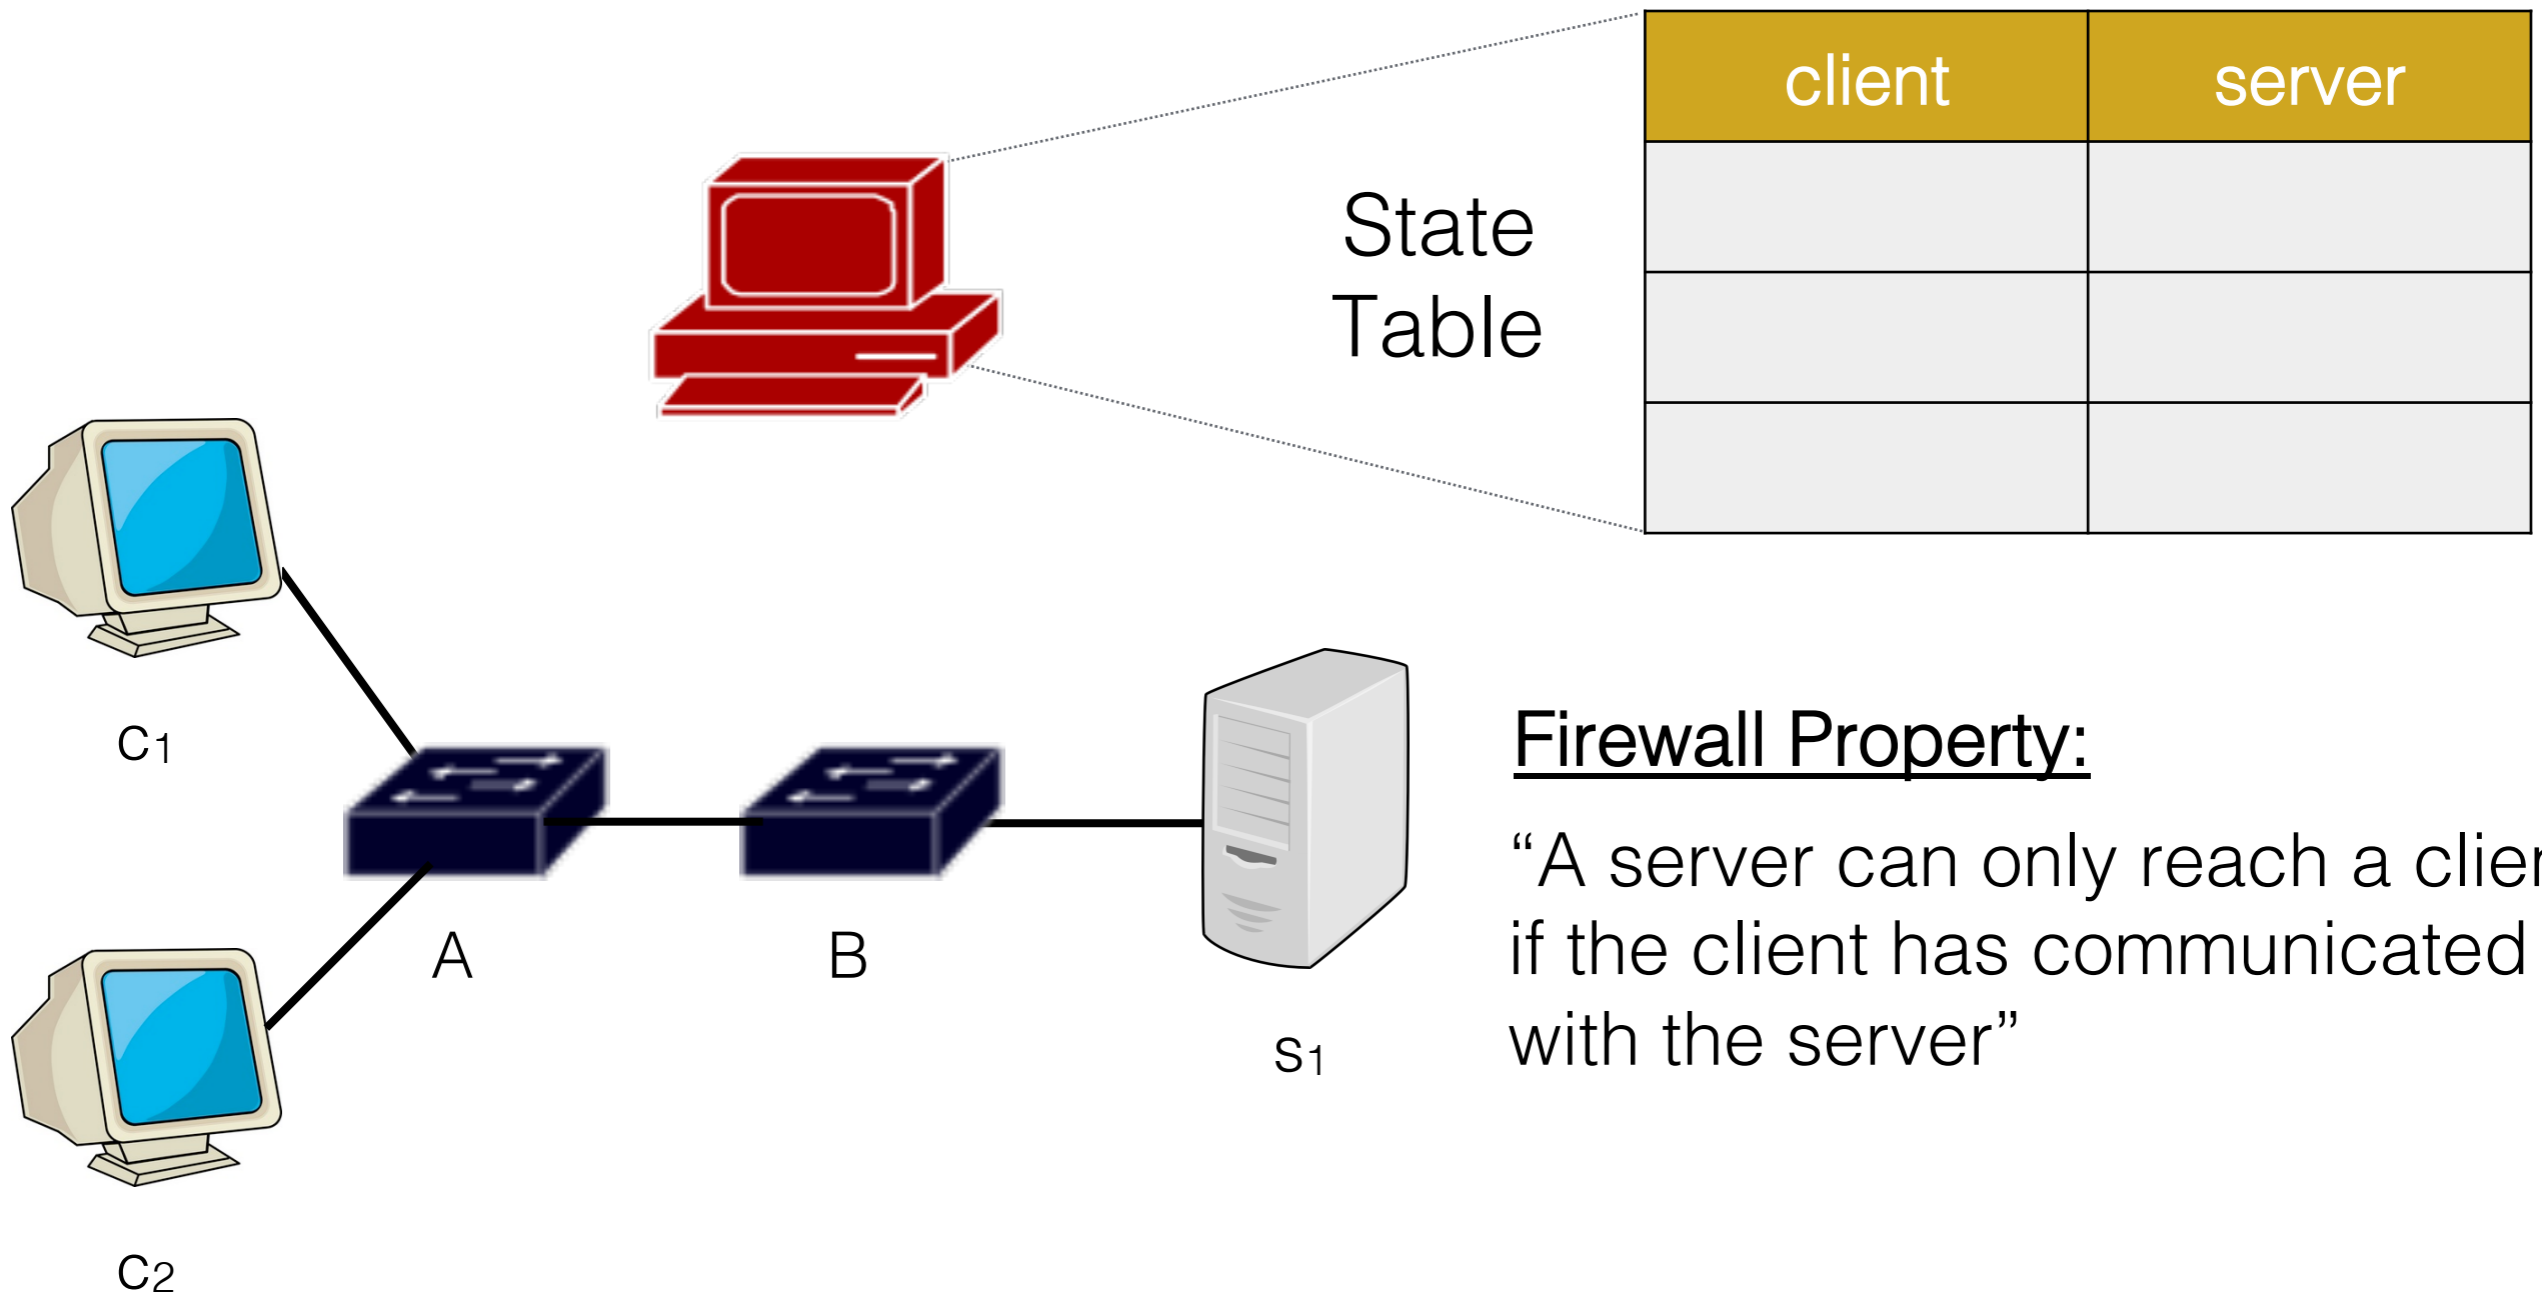 client server
State
Table
C1
A
B
S1
C2
Firewall Property:
“A server can only reach a
if the client has communicated
with the server”